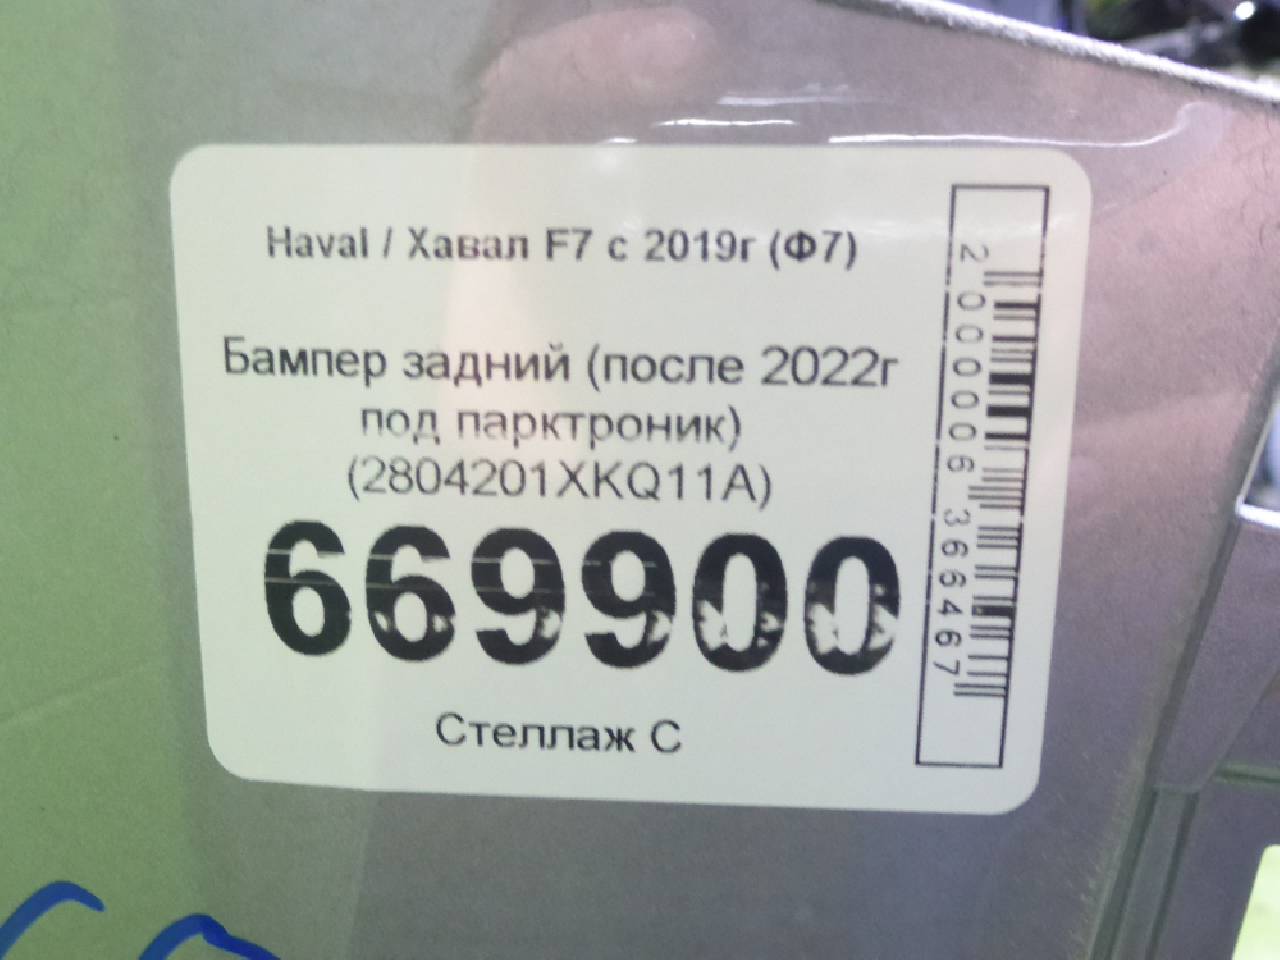 Haval / Хавал F7 с 2019г (Ф7)
Бампер задний (после 2022г
под парктроник)
(2804201XKQ11A)
669900
Стеллаж С
2000006366467